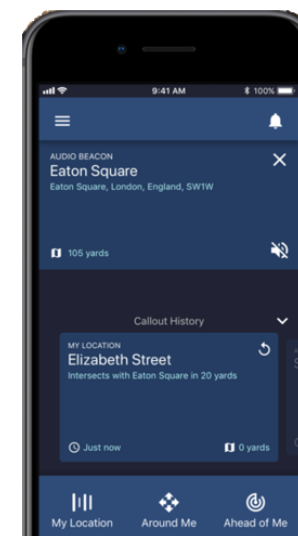 9:41 AM
100%
AUDIO BEACON
Eaton Square
Eaton Square, London, England, SW1W
105 yards
Callout History
MY LOCATION
Elizabeth Street
Intersects with Eaton Square in 20 yards
Just now
0 yards
My Location
Around Me
Ahead of Me